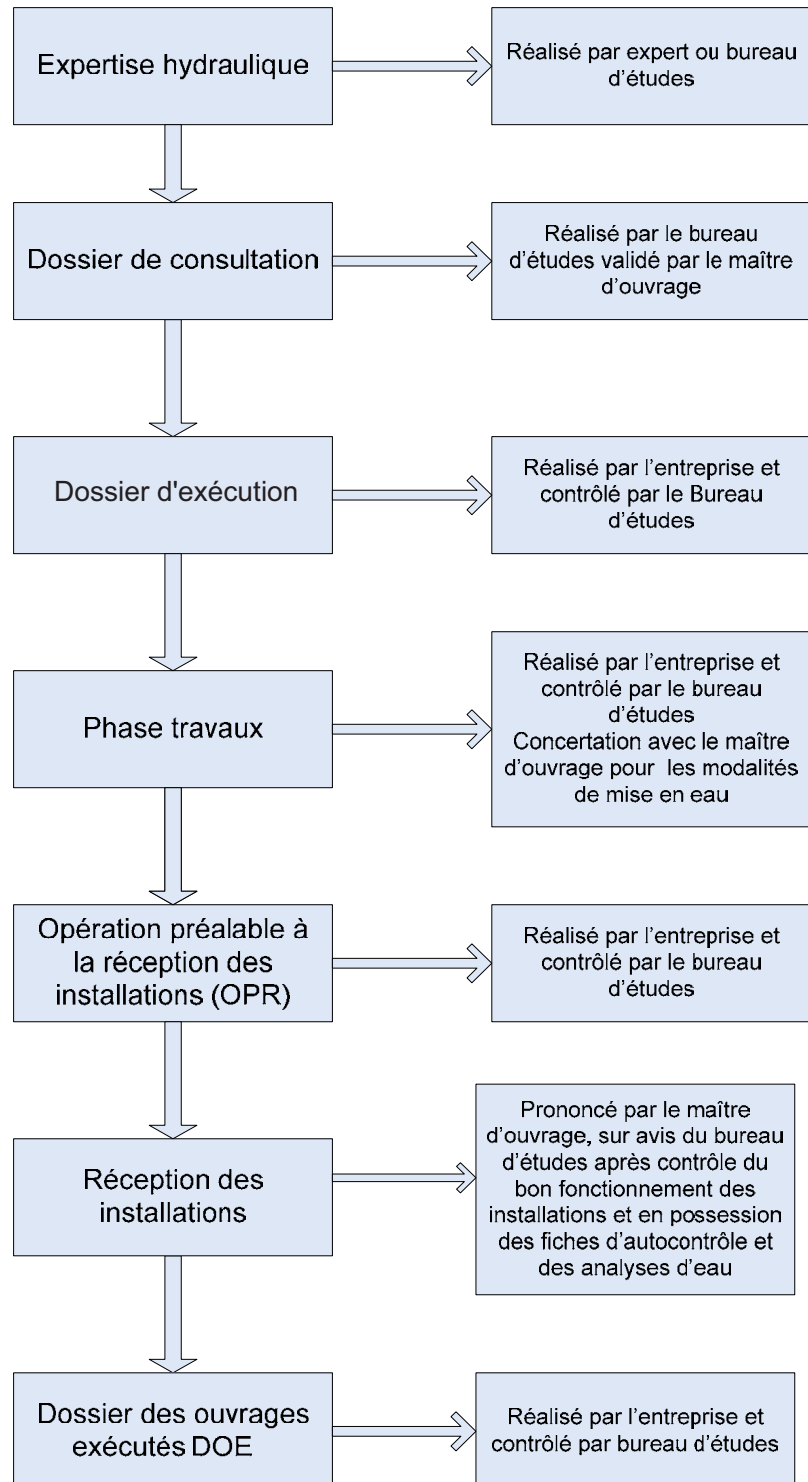 Expertise hydraulique
Réalisé par expert ou bureau
d'études
Dossier de consultation
Réalisé par le bureau
d'études validé par le maître
d'ouvrage
Dossier d'exécution
Réalisé par l'entreprise et
contrôlé par le Bureau
d'études
Phase travaux
Réalisé par l'entreprise et
contrôlé par le bureau
d'études
Concertation avec le maître
d'ouvrage pour les modalités
de mise en eau
Opération préalable à
la réception des
installations (OPR)
Réalisé par l'entreprise et
contrôlé par le bureau
d'études
Réception des
installations
Prononcé par le maître
d'ouvrage, sur avis du bureau
d'études après contrôle du
bon fonctionnement des
installations et en possession
des fiches d'autocontrôle et
des analyses d'eau
Dossier des ouvrages
exécutés DOE
Réalisé par l'entreprise et
contrôlé par bureau d'études